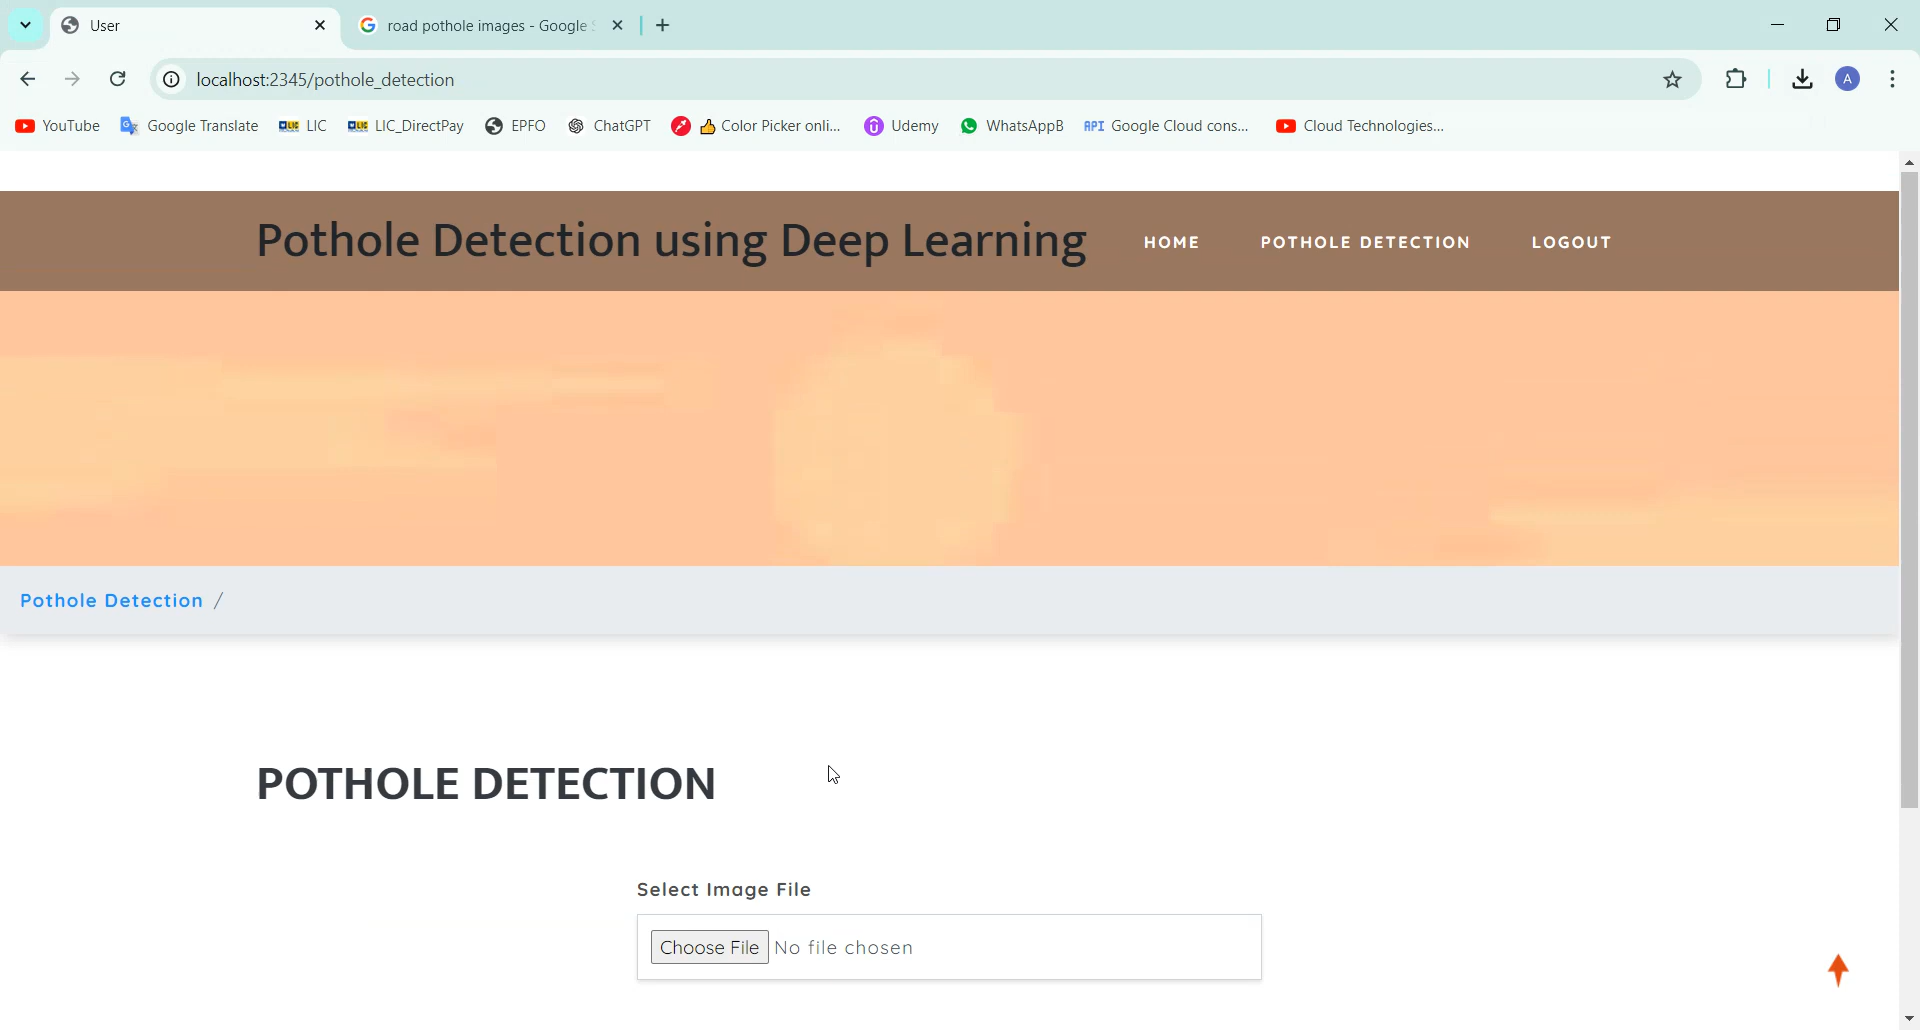 User
road pothole images - Google
localhost:2345/pothole_detection
A
YouTube
Google Translate
LIC
LIC_DirectPay
EPFO
ChatGPT
Color Picker onli...
Udemy
WhatsAppB
API Google Cloud cons...
Cloud Technologies...
Pothole Detection using Deep Learning
HOME
POTHOLE DETECTION
LOGOUT
Pothole Detection /
POTHOLE DETECTION
Select Image File
Choose File No file chosen